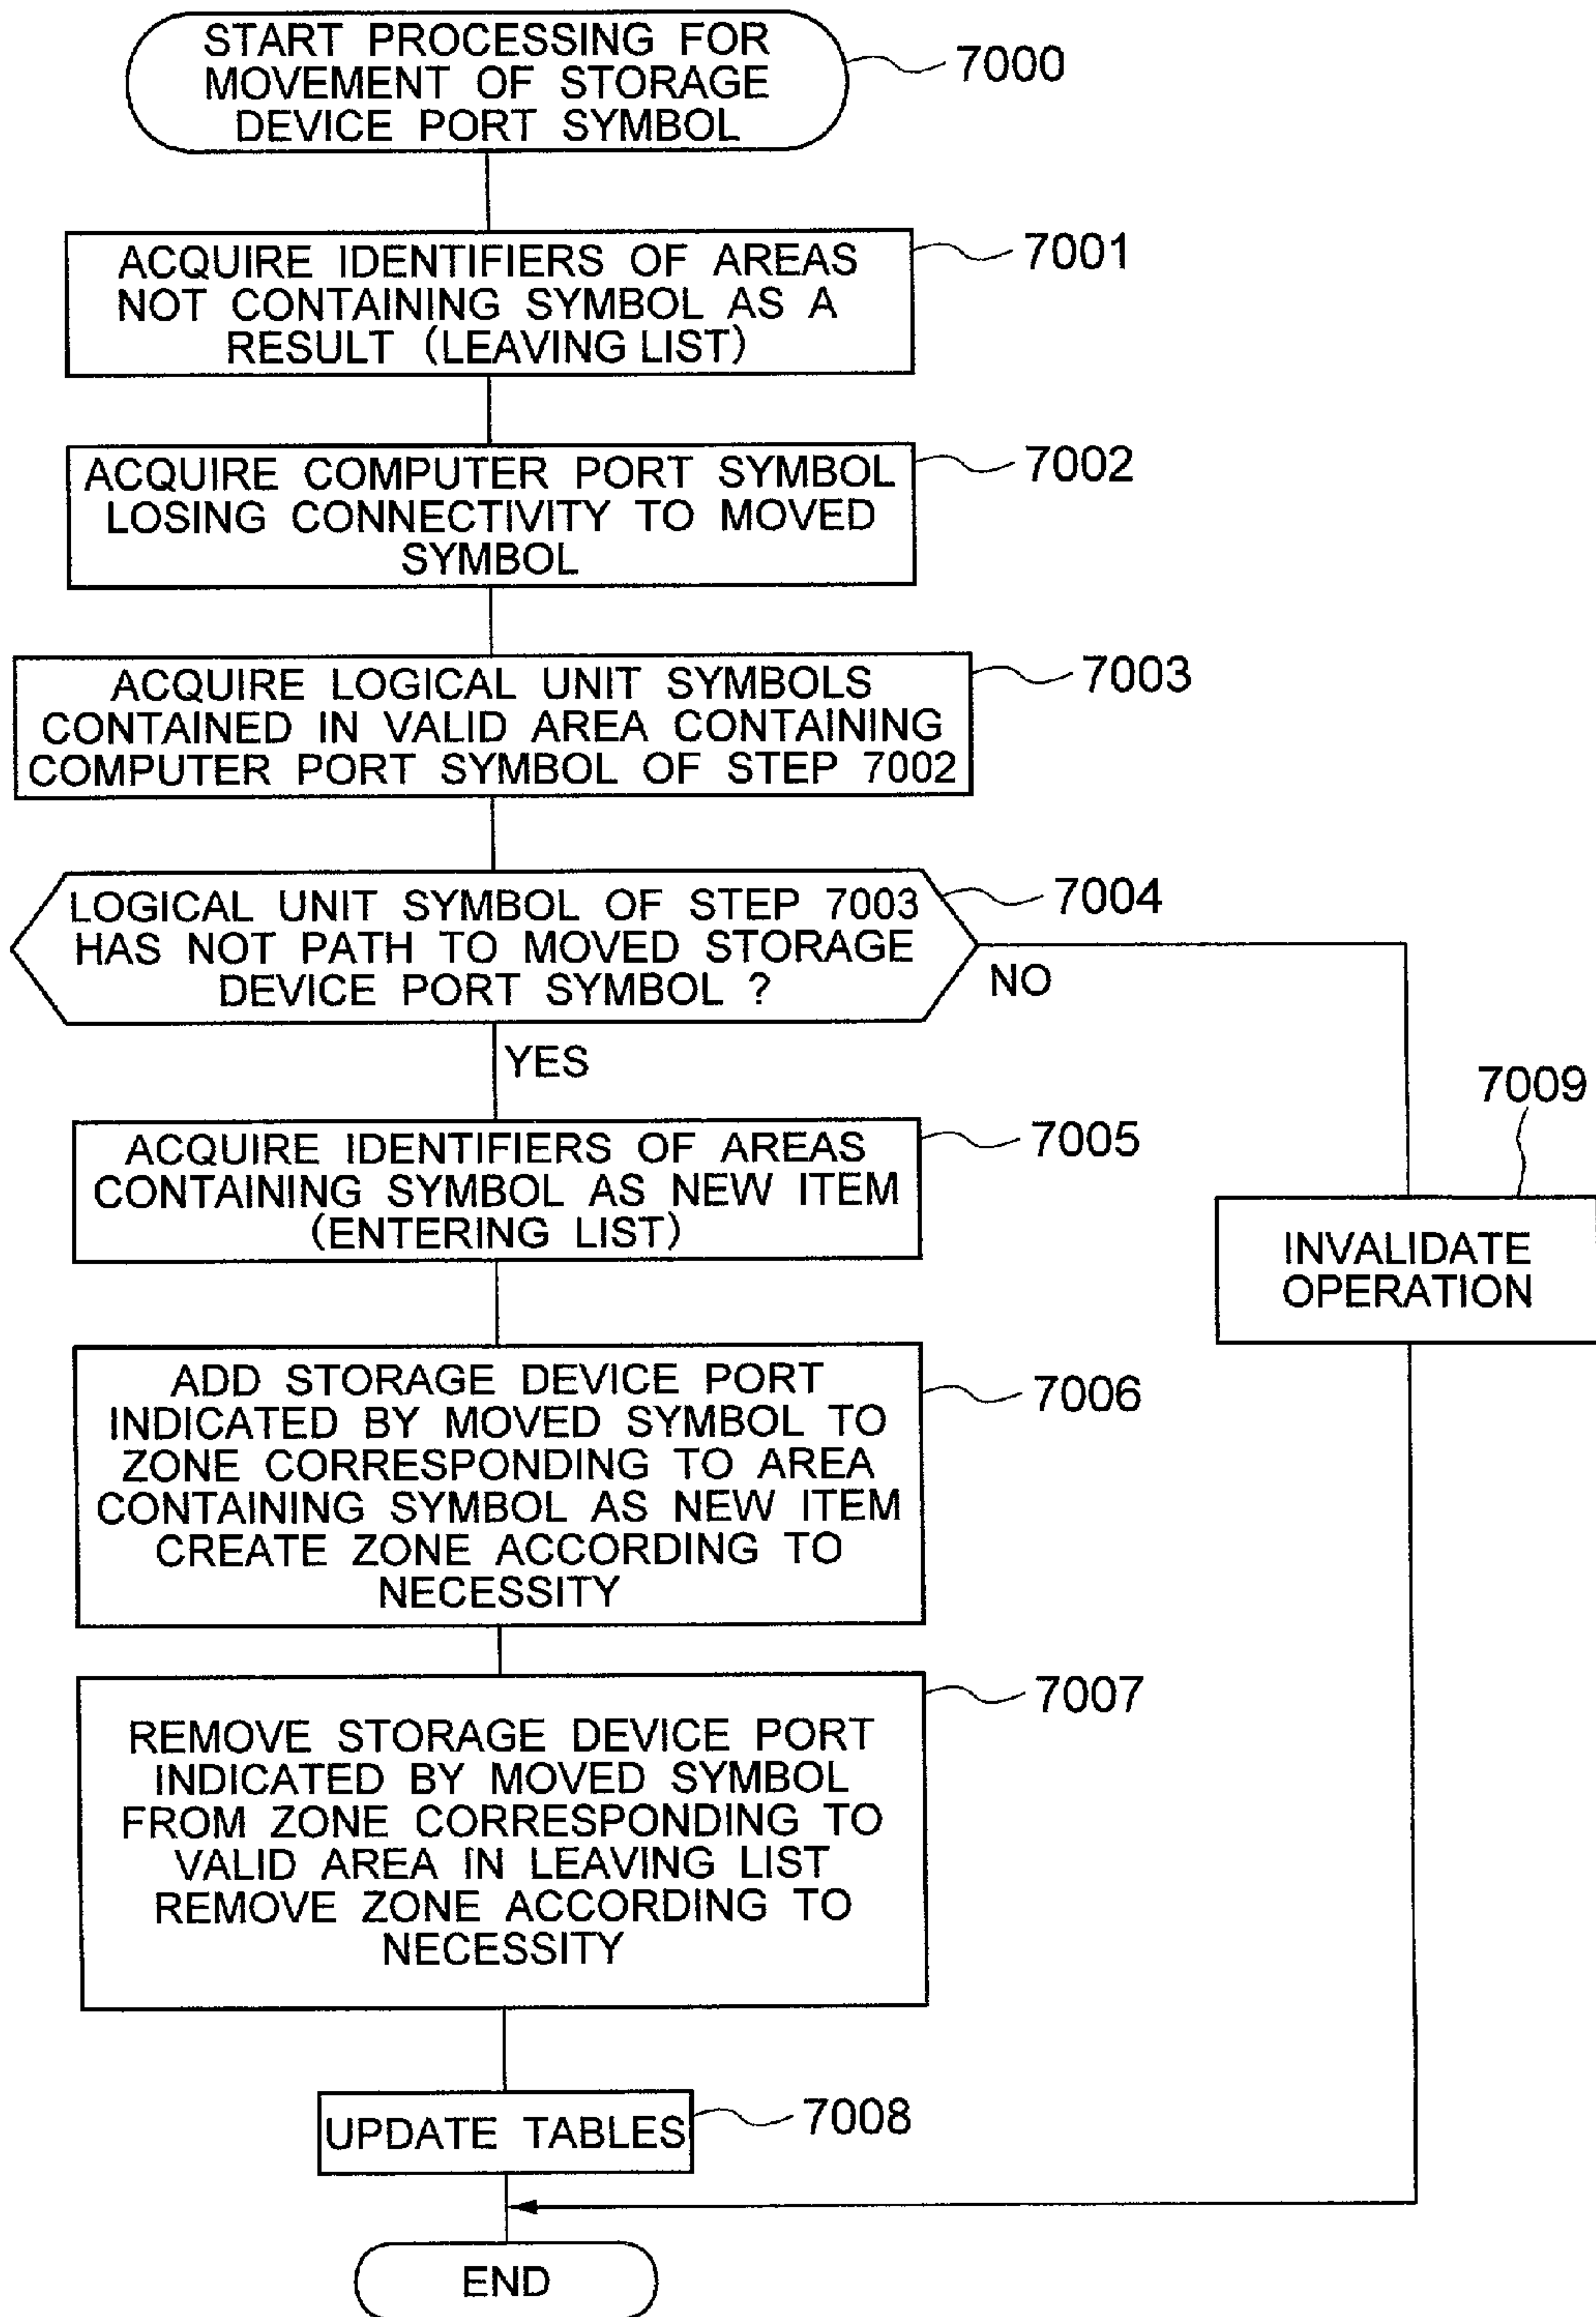 START PROCESSING FOR
MOVEMENT OF STORAGE
DEVICE PORT SYMBOL
7000
ACQUIRE IDENTIFIERS OF AREAS
NOT CONTAINING SYMBOL AS A
RESULT (LEAVING LIST)
7001
ACQUIRE COMPUTER PORT SYMBOL
LOSING CONNECTIVITY TO MOVED
SYMBOL
7002
ACQUIRE LOGICAL UNIT SYMBOLS
CONTAINED IN VALID AREA CONTAINING
COMPUTER PORT SYMBOL OF STEP 7002
7003
LOGICAL UNIT SYMBOL OF STEP 7003
HAS NOT PATH TO MOVED STORAGE
DEVICE PORT SYMBOL ?
7004
NO
YES
ACQUIRE IDENTIFIERS OF AREAS
CONTAINING SYMBOL AS NEW ITEM
(ENTERING LIST)
7005
7009
INVALIDATE
OPERATION
ADD STORAGE DEVICE PORT
INDICATED BY MOVED SYMBOL TO
ZONE CORRESPONDING TO AREA
CONTAINING SYMBOL AS NEW ITEM
CREATE ZONE ACCORDING TO
NECESSITY
7006
REMOVE STORAGE DEVICE PORT
INDICATED BY MOVED SYMBOL
FROM ZONE CORRESPONDING TO
VALID AREA IN LEAVING LIST
REMOVE ZONE ACCORDING TO
NECESSITY
7007
UPDATE TABLES
7008
END